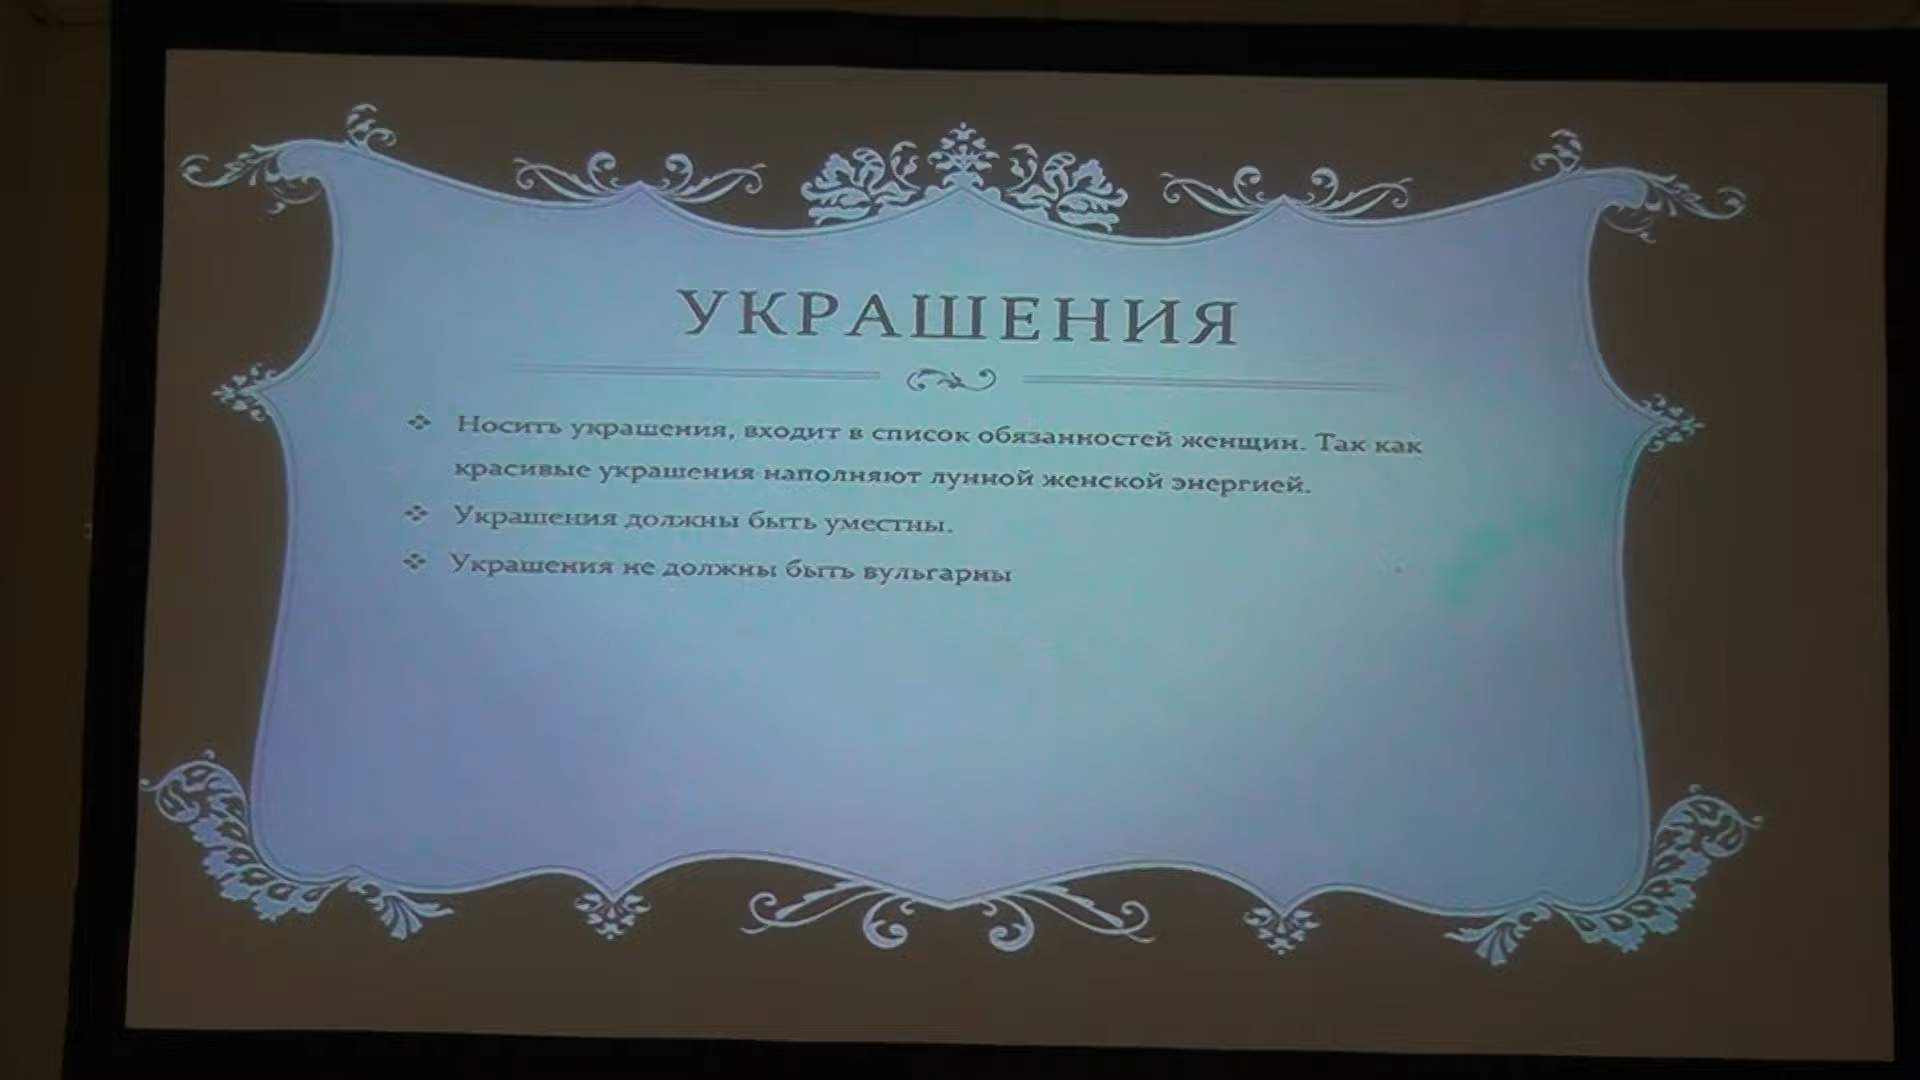 УКРАШЕНИЯ
Носить украшения, входит в список обязанностей женщин. Так как
красивые украшения наполняют лунной женской энергией.
Украшения должны быть уместны.
Украшения не должны быть вульгарны